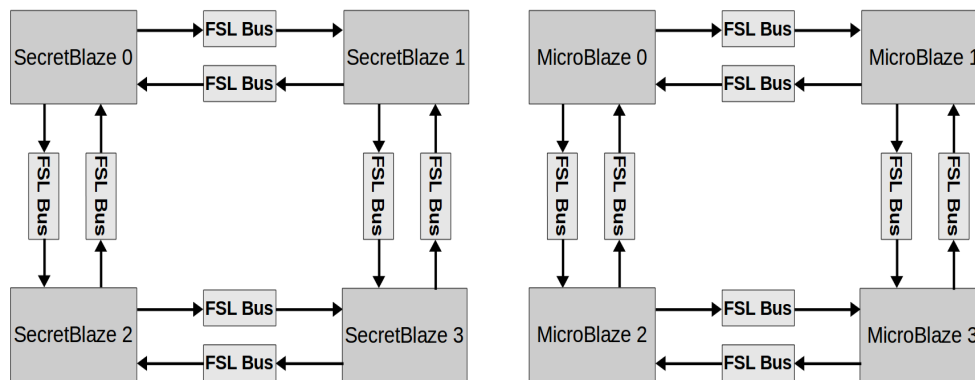 SecretBlaze 0
FSL Bus
FSL Bus
SecretBlaze 1
FSL Bus
FSL Bus
FSL Bus
FSL Bus
SecretBlaze 2
FSL Bus
FSL Bus
SecretBlaze 3
MicroBlaze 0
FSL Bus
FSL Bus
MicroBlaze 1
FSL Bus
FSL Bus
FSL Bus
FSL Bus
MicroBlaze 2
FSL Bus
FSL Bus
MicroBlaze 3